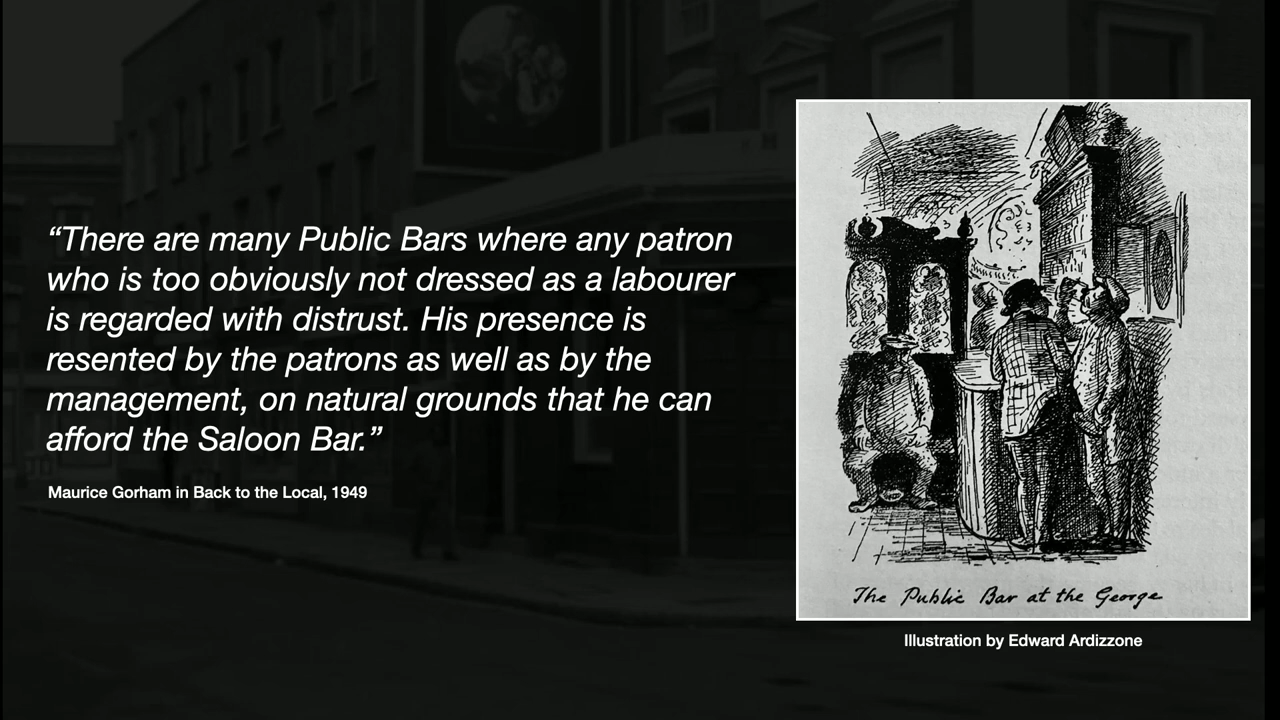 “There are many Public Bars where any patron
who is too obviously not dressed as a labourer
is regarded with distrust. His presence is
resented by the patrons as well as by the
management, on natural grounds that he can
afford the Saloon Bar.”
Maurice Gorham in Back to the Local, 1949
The Public Bar at the George
Illustration by Edward Ardizzone